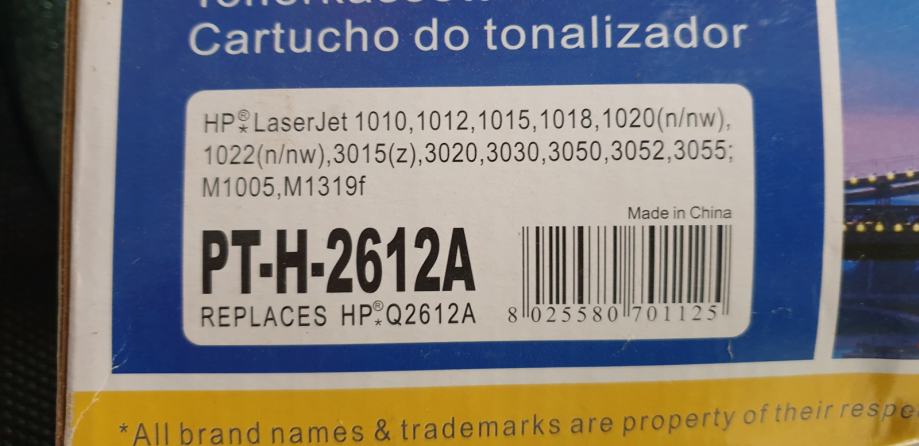 Cartucho do tonalizador
HP®* LaserJet 1010,1012,1015,1018,1020(n/nw),
1022(n/nw),3015(z),3020,3030,3050,3052,3055;
M1005,M1319f
Made in China
PT-H-2612A
REPLACES HP®* Q2612A
8 025580 701125
*All brand names & trademarks are property of their